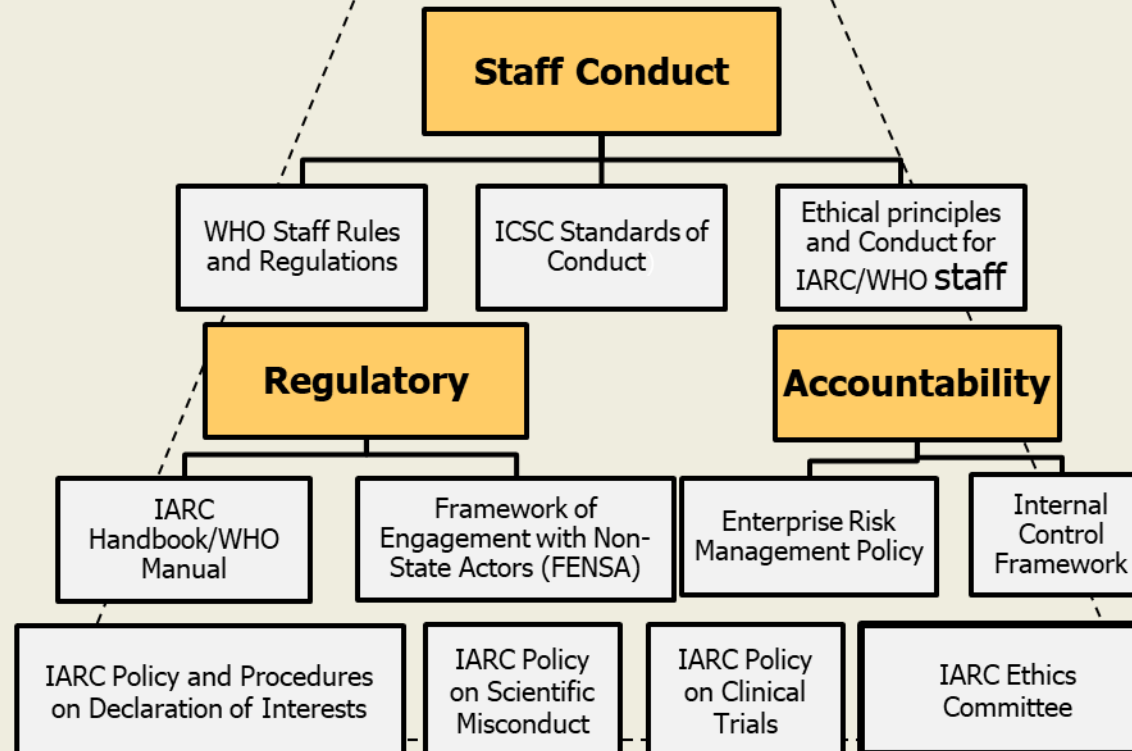 Staff Conduct
WHO Staff Rules
and Regulations
ICSC Standards of
Conduct)
Ethical principles
and Conduct for
IARC/WHO staff
Regulatory
Accountability
IARC
Handbook/WHO
Manual
Framework of
Engagement with Non-
State Actors (FENSA)
Enterprise Risk
Management Policy
Internal
Control
Framework
IARC Policy and Procedures
on Declaration of Interests
IARC Policy
on Scientific
Misconduct
IARC Policy
on Clinical
Trials
IARC Ethics
Committee